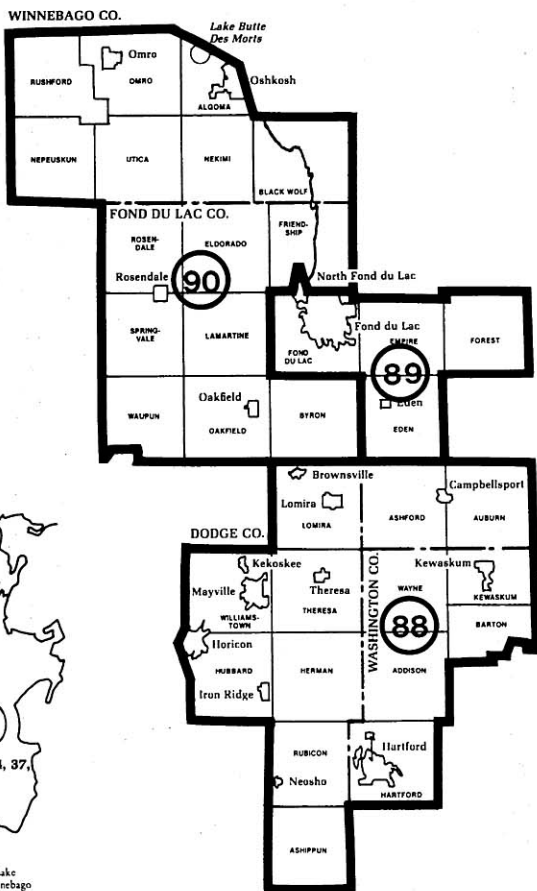 WINNEBAGO CO.
Lake Butte
Des Morts
Omro
Oshkosh
RUSHFORD
OMRO
ALGOMA
NEPEUSKUN
UTICA
NEKIMI
BLACK WOLF
FOND DU LAC CO.
ROSEN-
DALE
ELDORADO
FRIEND-
SHIP
Rosendale
90
North Fond du Lac
SPRING-
VALE
LAMARTINE
FOND
DU LAC
Fond du Lac
EMPIRE
FOREST
89
WAUPUN
Oakfield
OAKFIELD
BYRON
Eden
EDEN
Brownsville
Campbellsport
Lomira
LOMIRA
ASHFORD
AUBURN
DODGE CO.
WASHINGTON CO.
Kekoskee
Kewaskum
Mayville
Theresa
WAYNE
WILLIAMS-
TOWN
THERESA
KEWASKUM
88
BARTON
Horicon
HUBBARD
HERMAN
ADDISON
Iron Ridge
RUBICON
Hartford
Neosho
HARTFORD
ASHIPPUN
37,